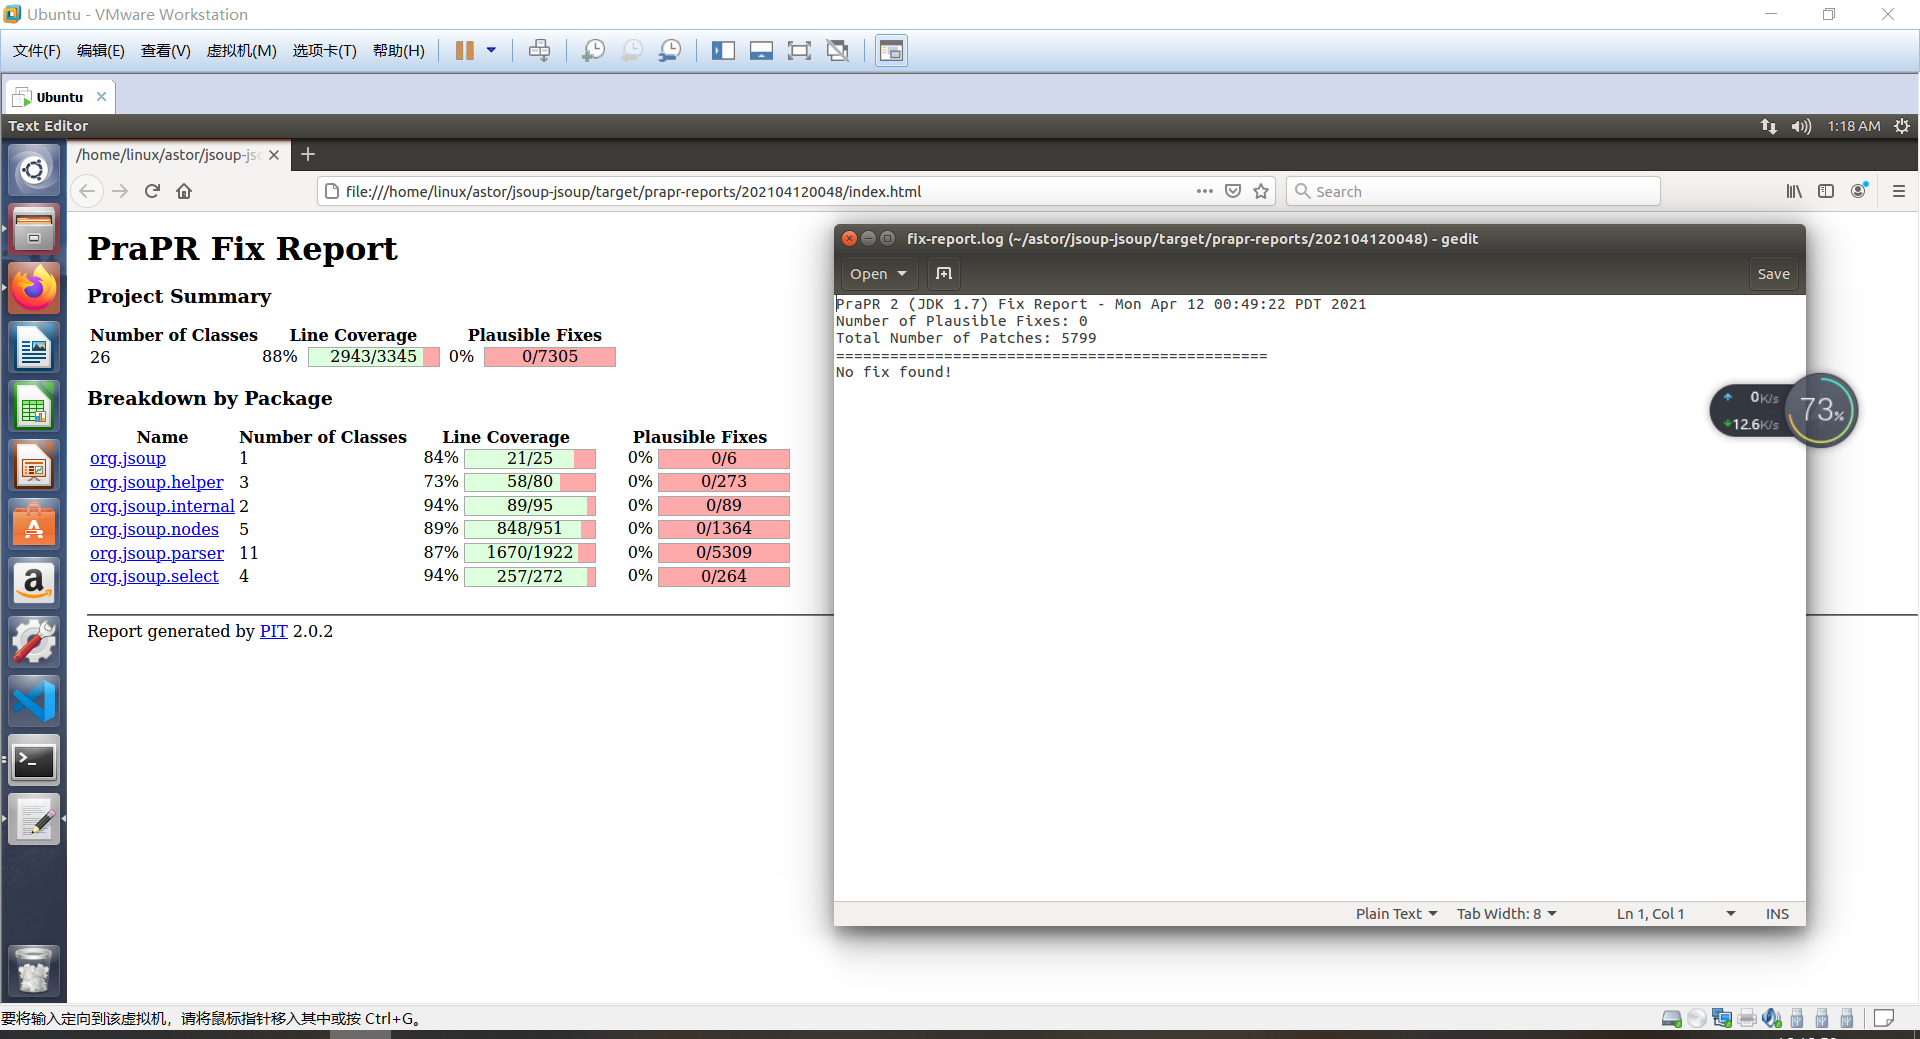 Ubuntu - VMware Workstation
文件(F) 编辑(E) 查看(V) 虚拟机(M) 选项卡(T) 帮助(H)
Ubuntu
Text Editor 1:18 AM
/home/linux/astor/jsoup-jso
file:///home/linux/astor/jsoup-jsoup/target/prapr-reports/202104120048/index.html Search
PraPR Fix Report
Project Summary
Number of Classes Line Coverage Plausible Fixes
26 88% 2943/3345 0% 0/7305
Breakdown by Package
Name Number of Classes Line Coverage Plausible Fixes
org.jsoup 1 84% 21/25 0% 0/6
org.jsoup.helper 3 73% 58/80 0% 0/273
org.jsoup.internal 2 94% 89/95 0% 0/89
org.jsoup.nodes 5 89% 848/951 0% 0/1364
org.jsoup.parser 11 87% 1670/1922 0% 0/5309
org.jsoup.select 4 94% 257/272 0% 0/264
Report generated by PIT 2.0.2
fix-report.log (~/astor/jsoup-jsoup/target/prapr-reports/202104120048) - gedit
Open Save
PraPR 2 (JDK 1.7) Fix Report - Mon Apr 12 00:49:22 PDT 2021
Number of Plausible Fixes: 0
Total Number of Patches: 5799
================================================
No fix found!
0K/s
12.6K/s
73%
Plain Text Tab Width: 8 Ln 1, Col 1 INS
要将输入定向到该虚拟机，请将鼠标指针移入其中或按 Ctrl+G。